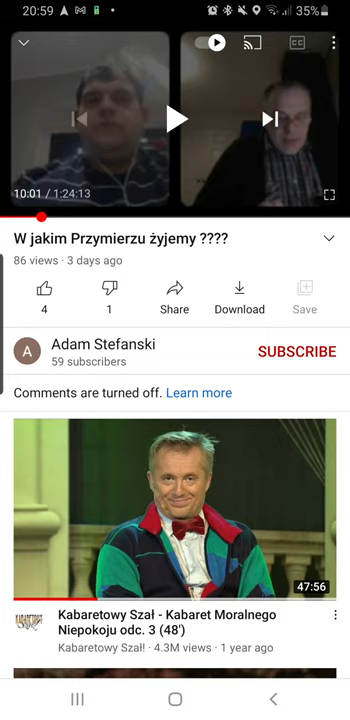 20:59
35%
CC
10:01 / 1:24:13
W jakim Przymierzu żyjemy ????
86 views · 3 days ago
4
1
Share
Download
Save
A
Adam Stefanski
59 subscribers
SUBSCRIBE
Comments are turned off. Learn more
47:56
Kabaretowy Szał - Kabaret Moralnego
Niepokoju odc. 3 (48')
Kabaretowy Szał! · 4.3M views · 1 year ago